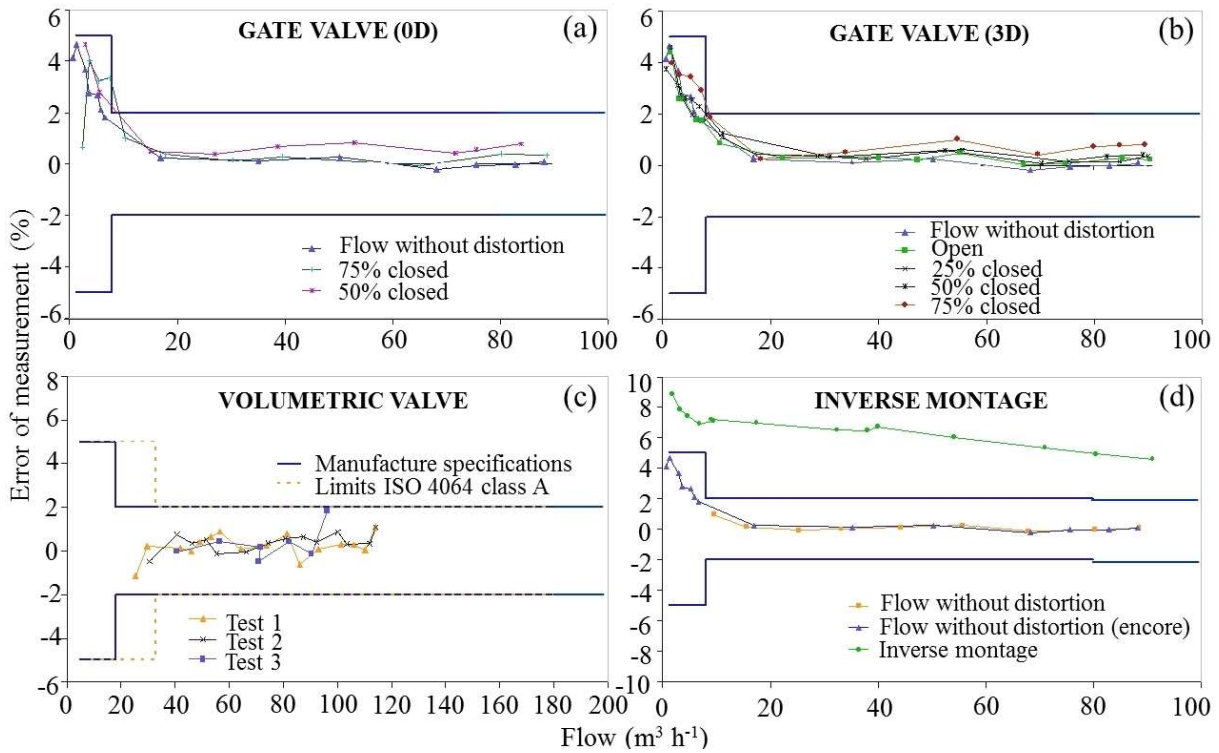 GATE VALVE (0D)
(a)
6
4
2
0
-2
-4
-6
Flow without distortion
75% closed
50% closed
0 20 40 60 80 100
GATE VALVE (3D)
(b)
6
4
2
0
-2
-4
-6
Flow without distortion
Open
25% closed
50% closed
75% closed
0 20 40 60 80 100
Error of measurement (%)
VOLUMETRIC VALVE
(c)
8
6
4
2
0
-2
-4
-6
Manufacture specifications
Limits ISO 4064 class A
Test 1
Test 2
Test 3
0 20 40 60 80 100 120 140 160 180 200
INVERSE MONTAGE
(d)
10
8
6
4
2
0
-2
-4
-6
-8
-10
Flow without distortion
Flow without distortion (encore)
Inverse montage
0 20 40 60 80 100
Flow (m³ h⁻¹)